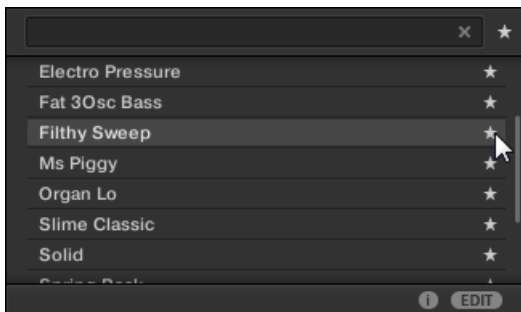 Electro Pressure
Fat 3Osc Bass
Filthy Sweep
Ms Piggy
Organ Lo
Slime Classic
Solid
i EDIT